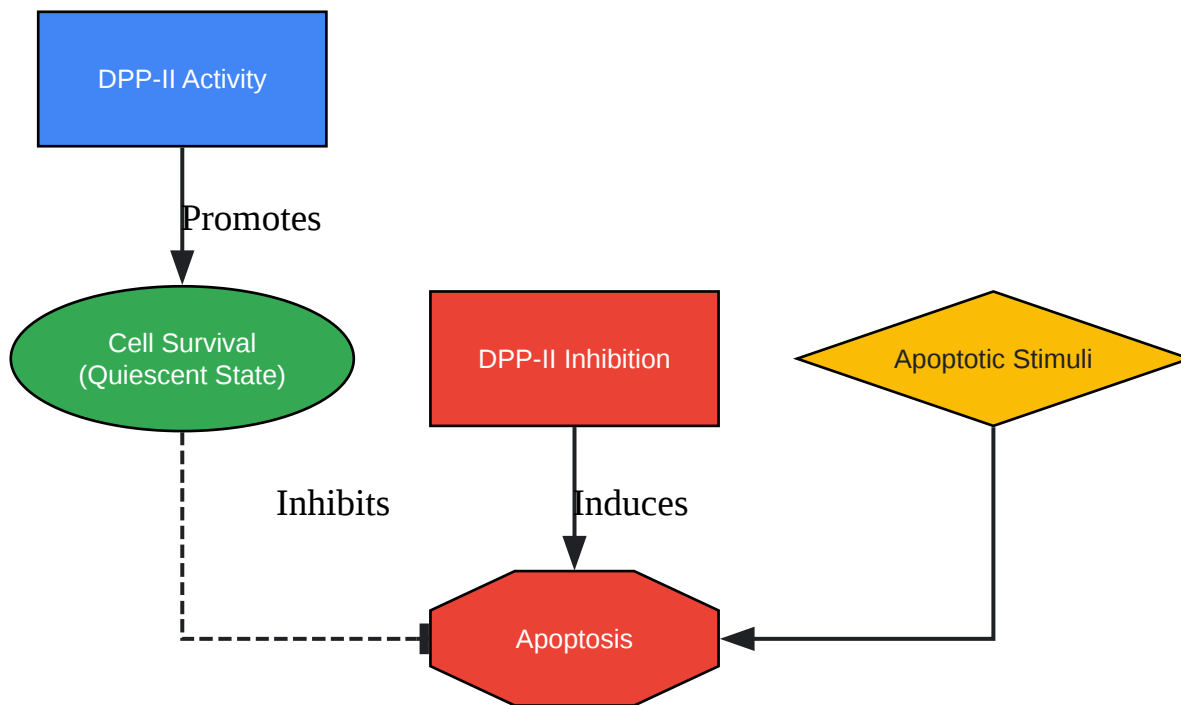 DPP-II Activity
Promotes
Cell Survival
(Quiescent State)
DPP-II Inhibition
Apoptotic Stimuli
Inhibits
Induces
Apoptosis